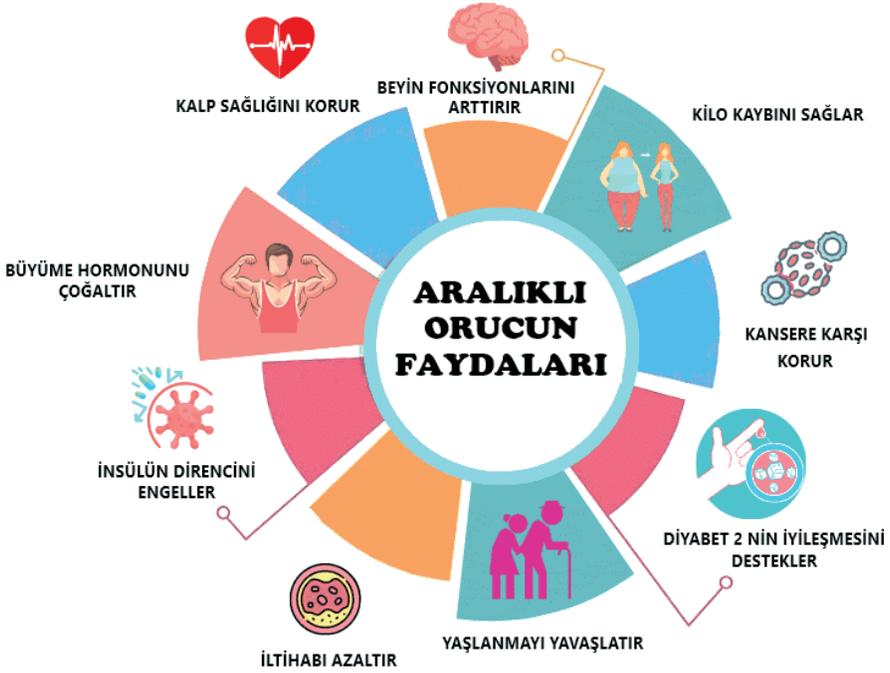 ARALIKLI
ORUCUN
FAYDALARI
BEYİN FONKSİYONLARINI
ARTTIRIR
KİLO KAYBINI SAĞLAR
KANSERE KARŞI
KORUR
DİYABET 2 NİN İYİLEŞMESİNİ
DESTEKLER
YAŞLANMAYI YAVAŞLATIR
İLTİHABI AZALTIR
İNSÜLÜN DİRENCİNİ
ENGELLER
BÜYÜME HORMONUNU
ÇOĞALTIR
KALP SAĞLIĞINI KORUR